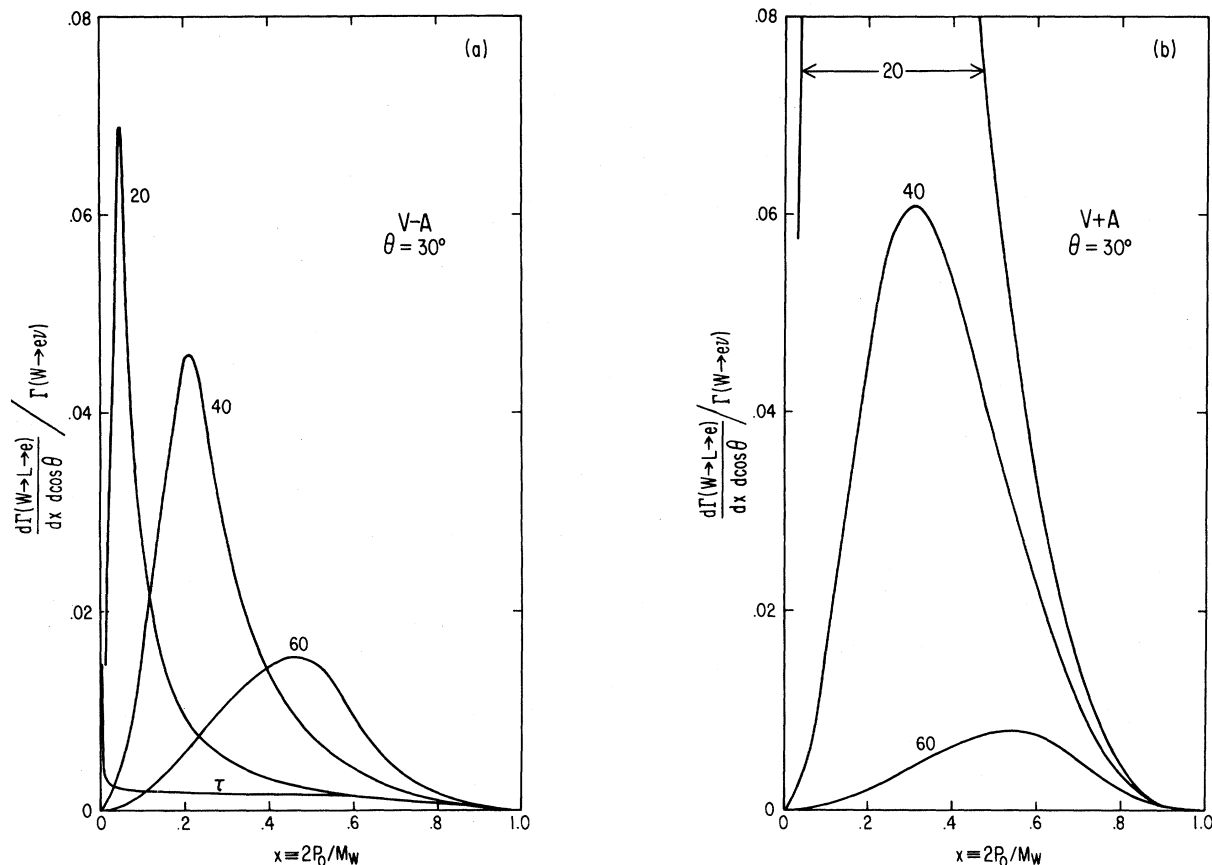 (a)
.08
.06
.04
.02
0
20
40
60
τ
V-A
θ = 30°
dΓ(W→L→e) / Γ(W→eν)
dx dcosθ
0 .2 .4 .6 .8 1.0
x ≡ 2P₀/M_W
(b)
.08
.06
.04
.02
0
20
40
60
V+A
θ = 30°
dΓ(W→L→e) / Γ(W→eν)
dx dcosθ
0 .2 .4 .6 .8 1.0
x ≡ 2P₀/M_W